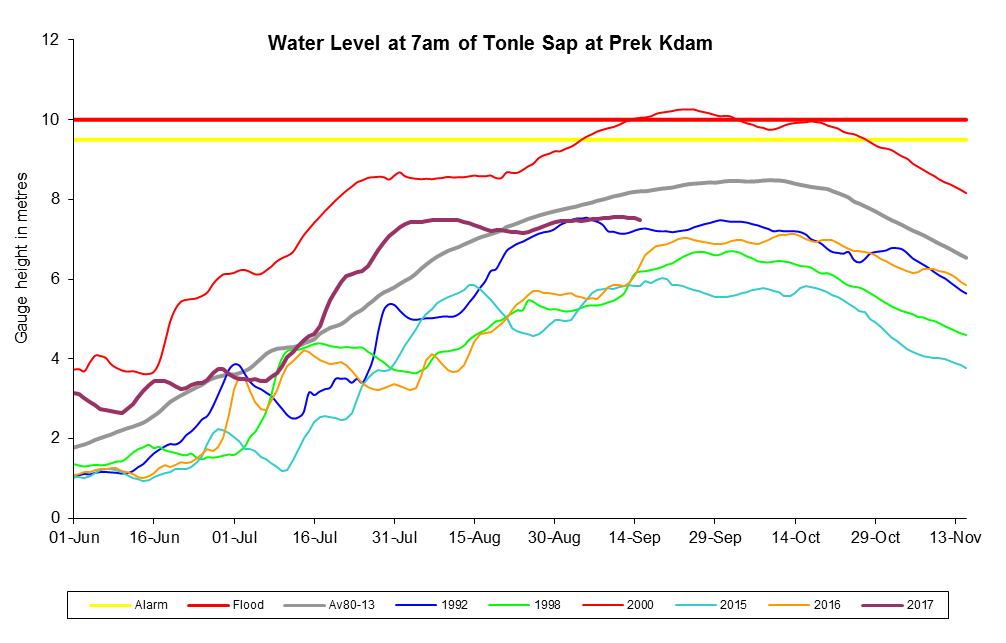 Water Level at 7am of Tonle Sap at Prek Kdam
Gauge height in metres
12
10
8
6
4
2
0
01-Jun 16-Jun 01-Jul 16-Jul 31-Jul 15-Aug 30-Aug 14-Sep 29-Sep 14-Oct 29-Oct 13-Nov
Alarm Flood Av80-13 1992 1998 2000 2015 2016 2017